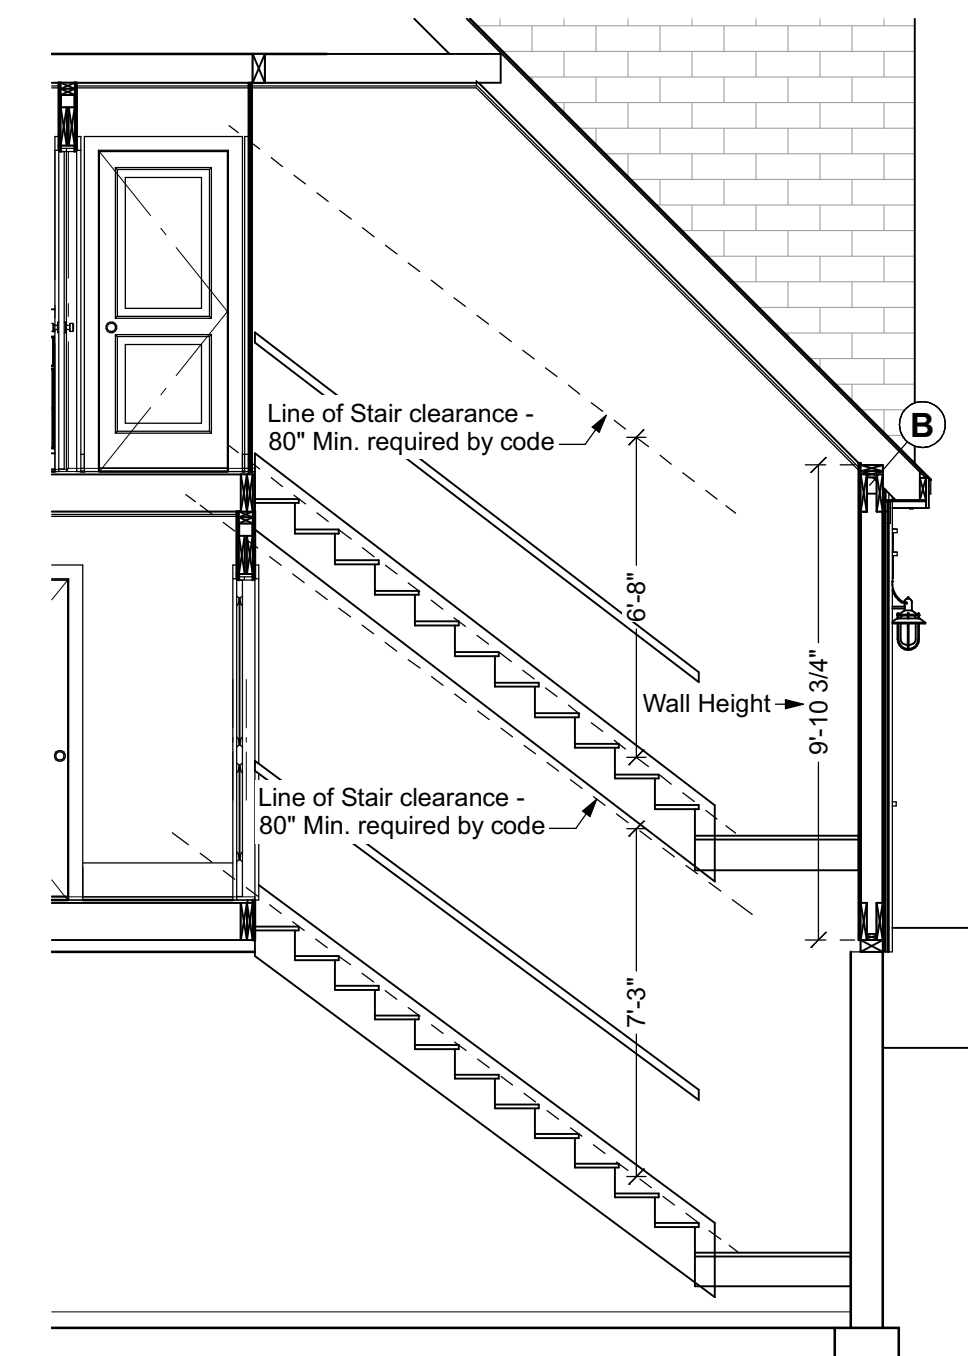 B
Line of Stair clearance -
80" Min. required by code
6'-8"
Wall Height
9'-10 3/4"
Line of Stair clearance -
80" Min. required by code
7'-3"